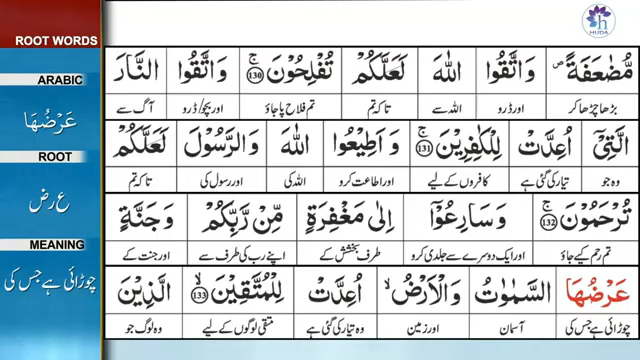 ROOT WORDS
ARABIC
عَرْضُهَا
ROOT
ع رض
MEANING
چوڑائی ہے جس کی
HUDA
مُّضٰعَفَةً ۖ وَاتَّقُوا اللّٰهَ لَعَلَّكُمْ تُفْلِحُوْنَ ۚ 130 وَاتَّقُوا النَّارَ
بڑھا چڑھا کر اور ڈرو اللہ سے تاکہ تم تم فلاح پا جاؤ اور بچو/ڈرو آگ سے
الَّتِيْٓ اُعِدَّتْ لِلْكٰفِرِيْنَ ۚ 131 وَاَطِيْعُوا اللّٰهَ وَالرَّسُوْلَ لَعَلَّكُمْ
وہ جو تیار کی گئی ہے کافروں کے لیے اور اطاعت کرو اللہ کی اور رسول کی تاکہ تم
تُرْحَمُوْنَ ۚ 132 وَسَارِعُوْٓا اِلٰى مَغْفِرَةٍ مِّنْ رَّبِّكُمْ وَجَنَّةٍ
تم رحم کیے جاؤ اور ایک دوسرے سے جلدی کرو طرف بخشش کے اپنے رب کی طرف سے اور جنت کے
عَرْضُهَا السَّمٰوٰتُ وَالْاَرْضُ ۙ اُعِدَّتْ لِلْمُتَّقِيْنَ ۙ 133 الَّذِيْنَ
چوڑائی ہے جس کی آسمان اور زمین وہ تیار کی گئی ہے متقی لوگوں کے لیے وہ لوگ جو